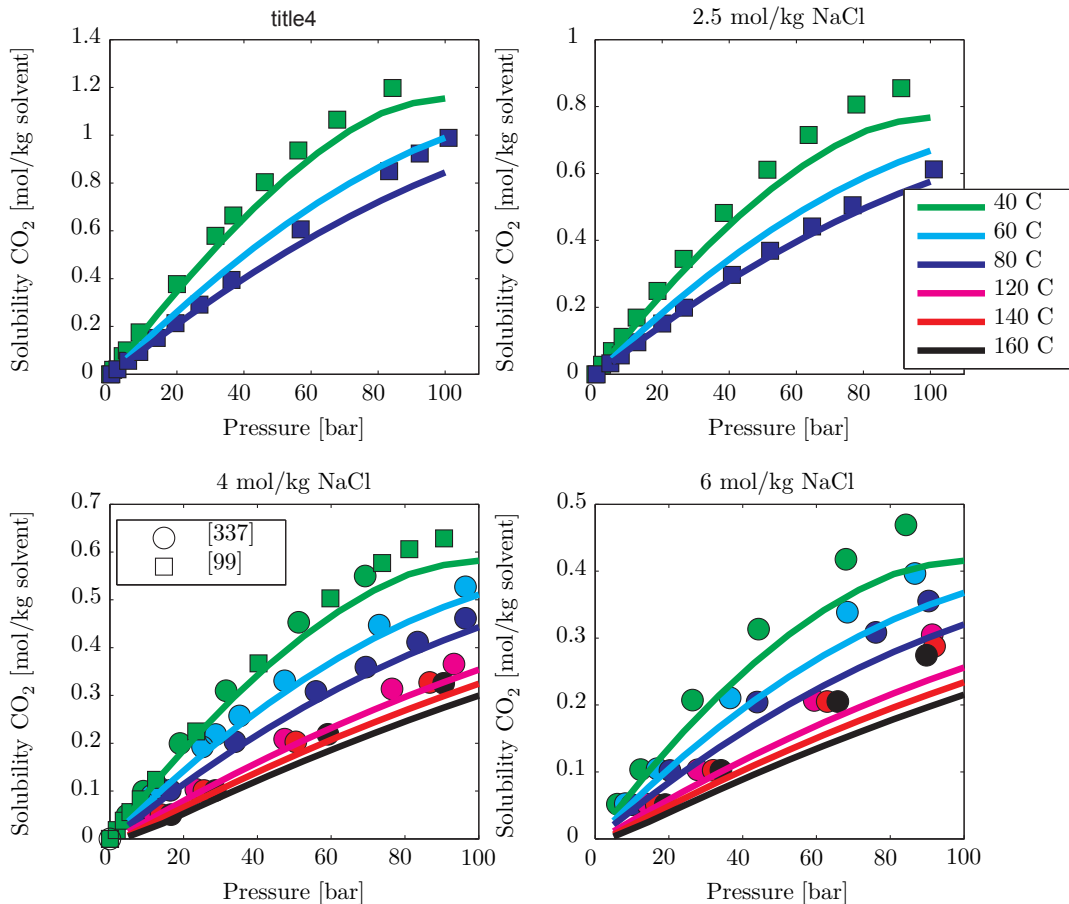 title4
Solubility CO2 [mol/kg solvent]
1.4
1.2
1
0.8
0.6
0.4
0.2
0
0 20 40 60 80 100
Pressure [bar]
2.5 mol/kg NaCl
Solubility CO2 [mol/kg solvent]
1
0.8
0.6
0.4
0.2
0
0 20 40 60 80 100
Pressure [bar]
40 C
60 C
80 C
120 C
140 C
160 C
4 mol/kg NaCl
Solubility CO2 [mol/kg solvent]
0.7
0.6
0.5
0.4
0.3
0.2
0.1
0
[337]
[99]
0 20 40 60 80 100
Pressure [bar]
6 mol/kg NaCl
Solubility CO2 [mol/kg solvent]
0.5
0.4
0.3
0.2
0.1
0
0 20 40 60 80 100
Pressure [bar]